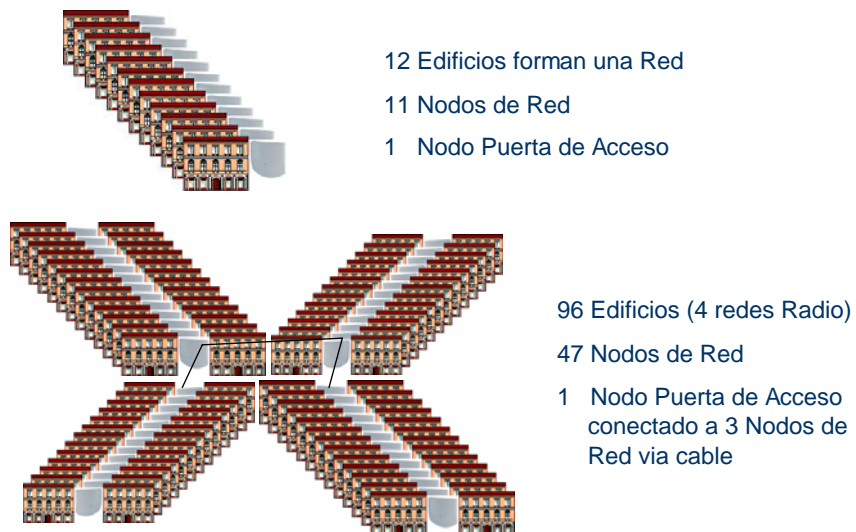 12 Edificios forman una Red
11 Nodos de Red
1 Nodo Puerta de Acceso
96 Edificios (4 redes Radio)
47 Nodos de Red
1 Nodo Puerta de Acceso
conectado a 3 Nodos de
Red via cable